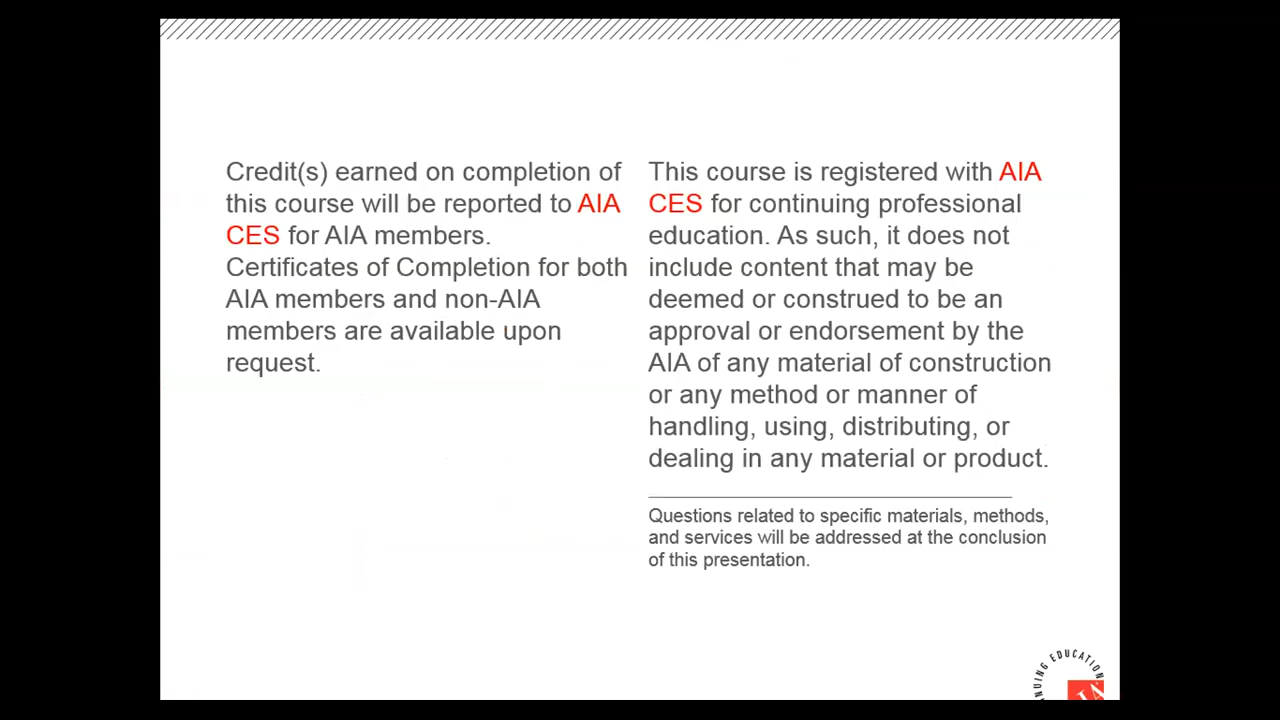 Credit(s) earned on completion of
this course will be reported to AIA
CES for AIA members.
Certificates of Completion for both
AIA members and non-AIA
members are available upon
request.
This course is registered with AIA
CES for continuing professional
education. As such, it does not
include content that may be
deemed or construed to be an
approval or endorsement by the
AIA of any material of construction
or any method or manner of
handling, using, distributing, or
dealing in any material or product.
Questions related to specific materials, methods,
and services will be addressed at the conclusion
of this presentation.
EDUCATION